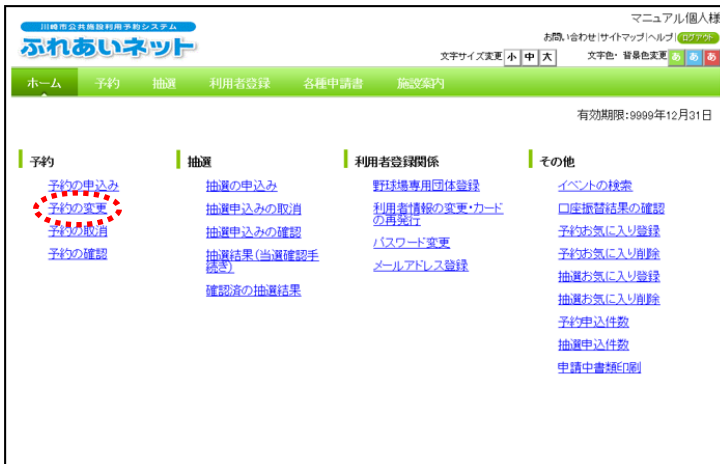 マニュアル個人様
川崎市公共施設利用予約システム
ふれあいネット
お問い合わせ|サイトマップ|ヘルプ|ログアウト
文字サイズ変更 小 中 大 文字色・背景色変更 あ あ あ
ホーム 予約 抽選 利用者登録 各種申請書 施設案内
有効期限:9999年12月31日
予約
予約の申込み
予約の変更
予約の取消
予約の確認
抽選
抽選の申込み
抽選申込みの取消
抽選申込みの確認
抽選結果(当選確認手
続き)
確認済の抽選結果
利用者登録関係
野球場専用団体登録
利用者情報の変更・カード
の再発行
パスワード変更
メールアドレス登録
その他
イベントの検索
口座振替結果の確認
予約お気に入り登録
予約お気に入り削除
抽選お気に入り登録
抽選お気に入り削除
予約申込件数
抽選申込件数
申請中書類印刷